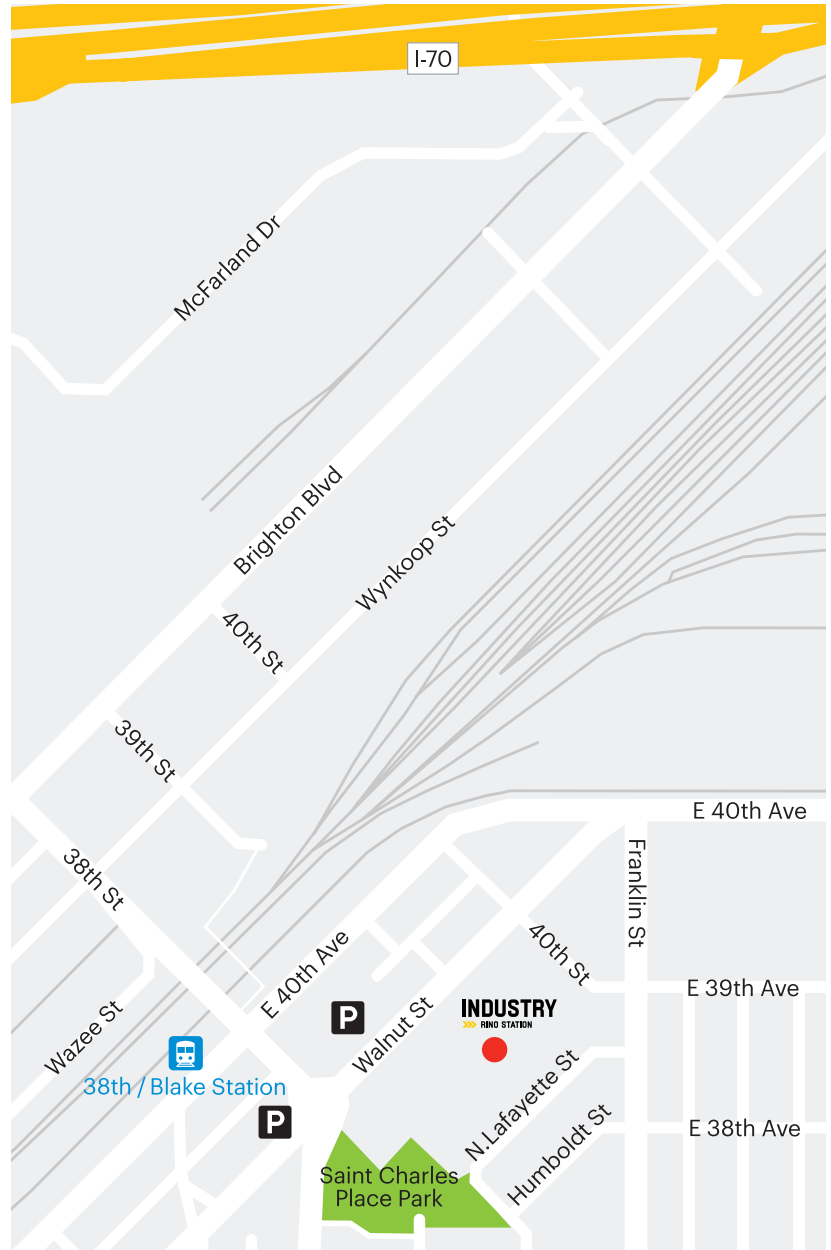 I-70
McFarland Dr
Brighton Blvd
Wynkoop St
40th St
39th St
E 40th Ave
38th St
Franklin St
E 40th Ave
40th St
E 39th Ave
INDUSTRY
RINO STATION
P
Walnut St
Wazee St
38th / Blake Station
N.Lafayette St
P
Humboldt St
E 38th Ave
Saint Charles
Place Park